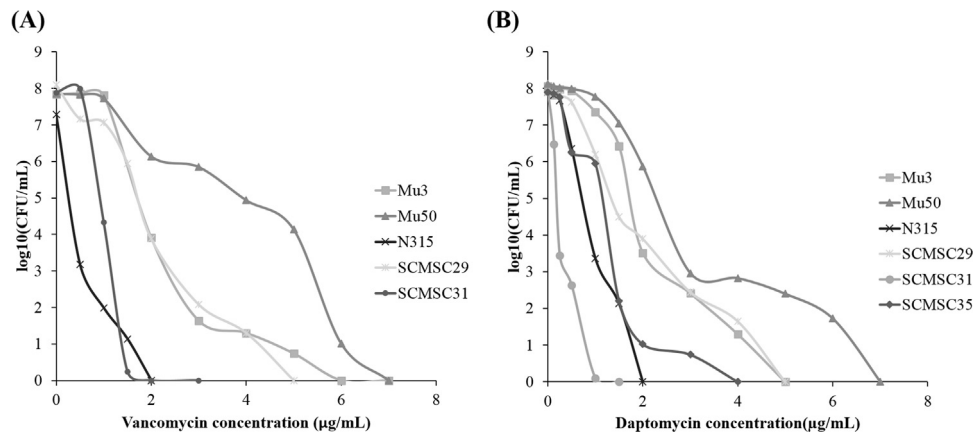 (A)
9
8
7
6
5
4
3
2
1
0
0
2
4
6
8
log10(CFU/mL)
Vancomycin concentration (µg/mL)
Mu3
Mu50
N315
SCMSC29
SCMSC31
(B)
9
8
7
6
5
4
3
2
1
0
0
2
4
6
8
log10(CFU/mL)
Daptomycin concentration(µg/mL)
Mu3
Mu50
N315
SCMSC29
SCMSC31
SCMSC35